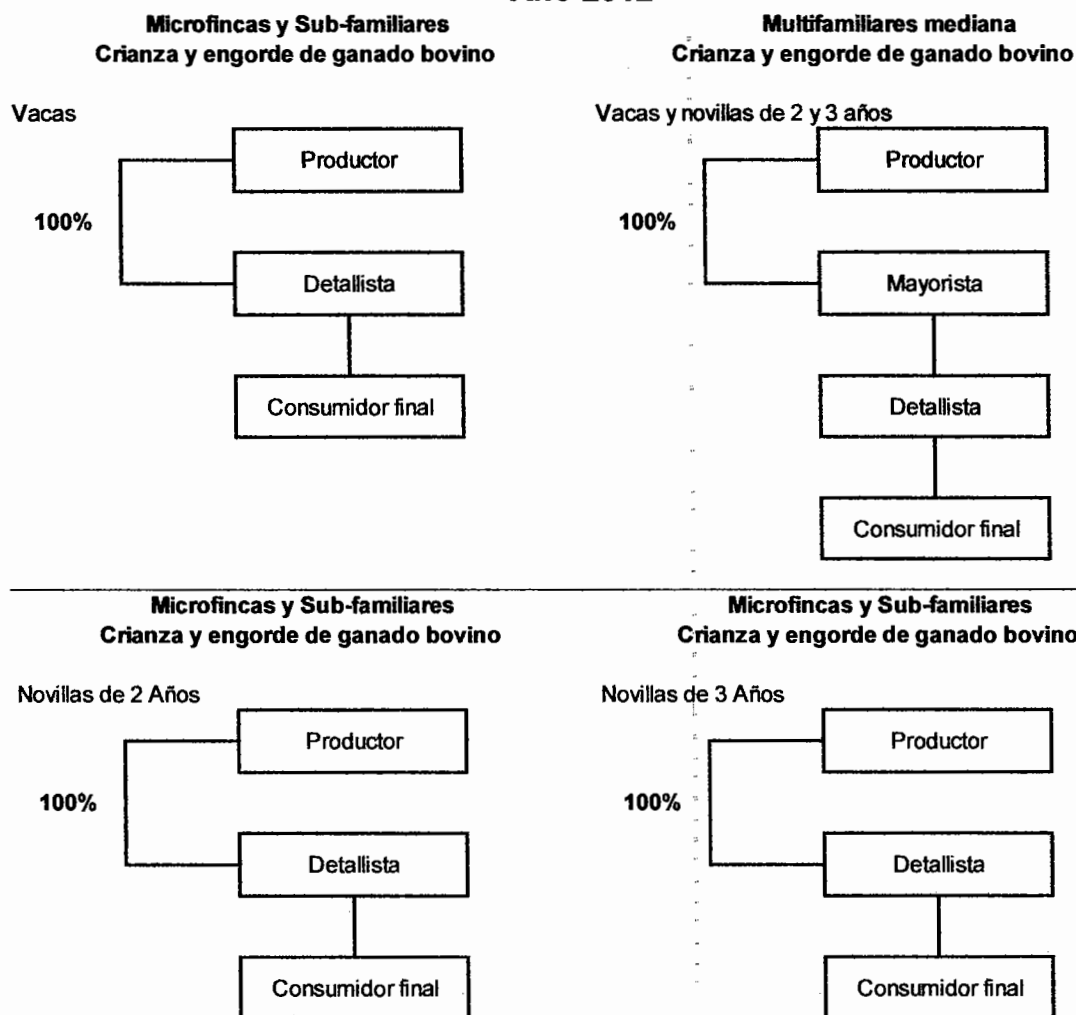 Microfincas y Sub-familiares
Crianza y engorde de ganado bovino
Vacas
Productor
100%
Detallista
Consumidor final
Multifamiliares mediana
Crianza y engorde de ganado bovino
Vacas y novillas de 2 y 3 años
Productor
100%
Mayorista
Detallista
Consumidor final
Microfincas y Sub-familiares
Crianza y engorde de ganado bovino
Novillas de 2 Años
Productor
100%
Detallista
Consumidor final
Microfincas y Sub-familiares
Crianza y engorde de ganado bovino
Novillas de 3 Años
Productor
100%
Detallista
Consumidor final